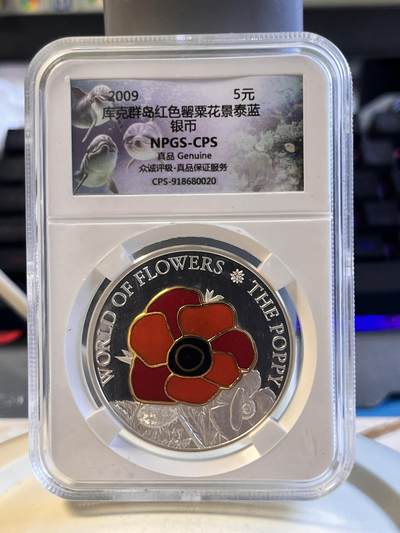 2009 5元
库克群岛红色罂粟花景泰蓝
银币
NPGS-CPS
真品 Genuine
众诚评级·真品保证服务
CPS-918680020
WORLD OF FLOWERS ❋ THE POPPY